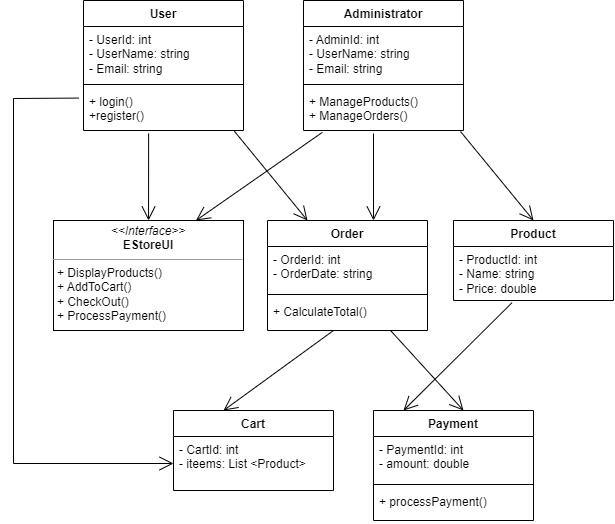 User
- UserId: int
- UserName: string
- Email: string
+ login()
+register()
Administrator
- AdminId: int
- UserName: string
- Email: string
+ ManageProducts()
+ ManageOrders()
<<Interface>>
EStoreUI
+ DisplayProducts()
+ AddToCart()
+ CheckOut()
+ ProcessPayment()
Order
- OrderId: int
- OrderDate: string
+ CalculateTotal()
Product
- ProductId: int
- Name: string
- Price: double
Cart
- CartId: int
- iteems: List <Product>
Payment
- PaymentId: int
- amount: double
+ processPayment()